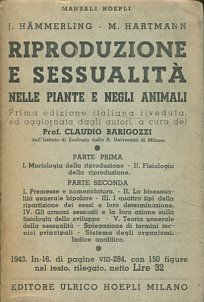 MANUALI HOEPLI
J. HÄMMERLING - M. HARTMANN
RIPRODUZIONE
E SESSUALITÀ
NELLE PIANTE E NEGLI ANIMALI
Prima edizione italiana riveduta,
ed aggiornata dagli autori, a cura del
Prof. CLAUDIO BARIGOZZI
dell'Istituto di Zoologia della R. Università di Milano
PARTE PRIMA
I. Morfologia della riproduzione - II. Fisiologia
della riproduzione.
PARTE SECONDA
I. Premesse e nomenclatura. - II. La bisessua-
lità generale bipolare - III. I quattro tipi della
ripartizione dei sessi e loro determinazione.
IV. Gli ormoni sessuali e la loro azione sulla
fisiologia dello sviluppo - V. Teoria generale
della sessualità - Spiegazione di termini tec-
nici principali - Sistema degli organismi.
Indice analitico.
1943. In-16. di pagine VIII-284, con 150 figure
nel testo, rilegato, netto Lire 32
EDITORE ULRICO HOEPLI MILANO